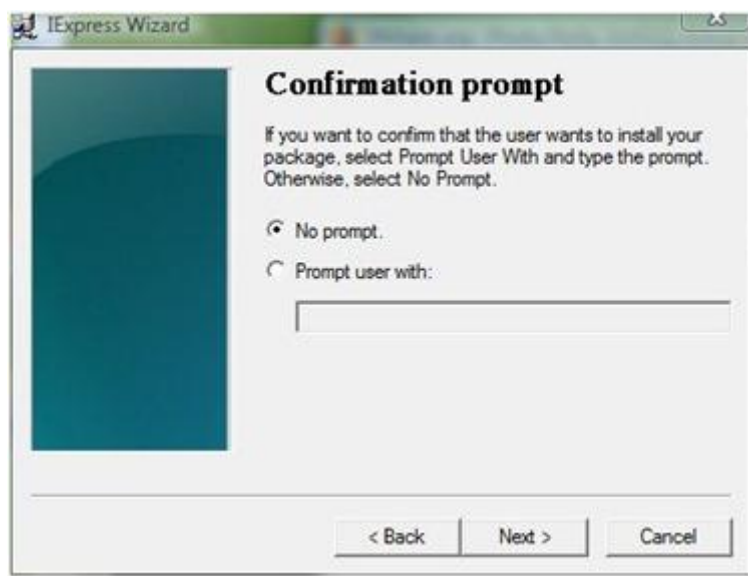 IExpress Wizard
Confirmation prompt
If you want to confirm that the user wants to install your
package, select Prompt User With and type the prompt.
Otherwise, select No Prompt.
No prompt.
Prompt user with:
< Back
Next >
Cancel